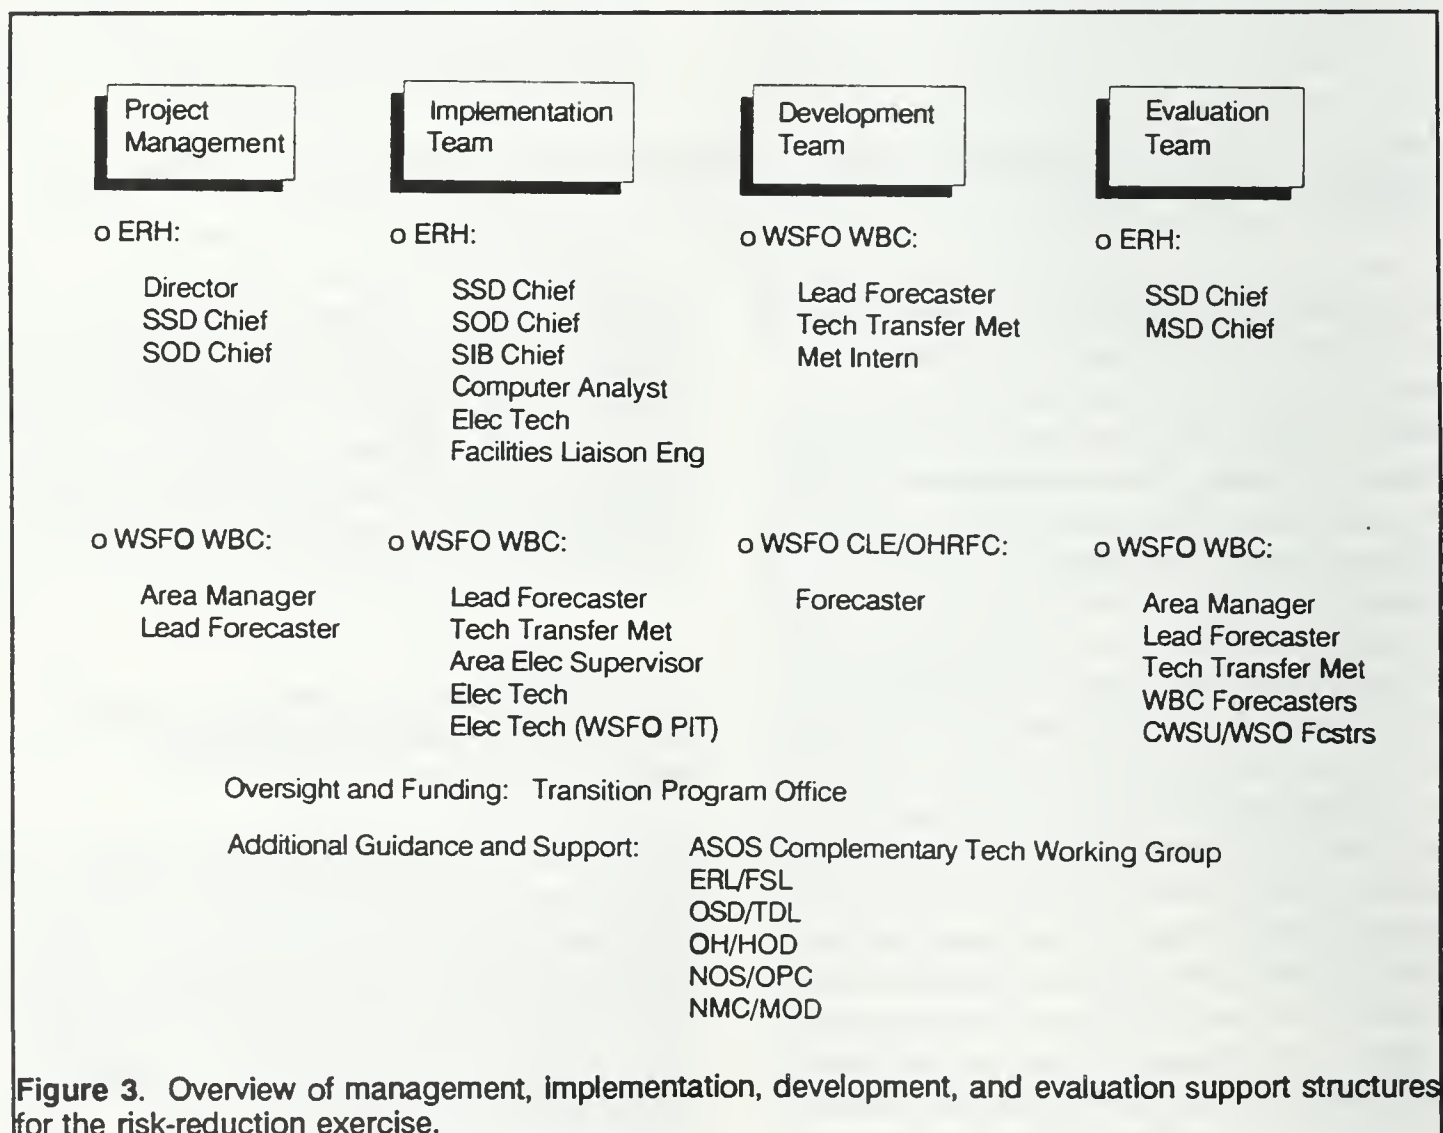 Project
Management
Implementation
Team
Development
Team
Evaluation
Team
o ERH:
Director
SSD Chief
SOD Chief
o ERH:
SSD Chief
SOD Chief
SIB Chief
Computer Analyst
Elec Tech
Facilities Liaison Eng
o WSFO WBC:
Lead Forecaster
Tech Transfer Met
Met Intern
o ERH:
SSD Chief
MSD Chief
o WSFO WBC:
Area Manager
Lead Forecaster
o WSFO WBC:
Lead Forecaster
Tech Transfer Met
Area Elec Supervisor
Elec Tech
Elec Tech (WSFO PIT)
o WSFO CLE/OHRFC:
Forecaster
o WSFO WBC:
Area Manager
Lead Forecaster
Tech Transfer Met
WBC Forecasters
CWSU/WSO Fcstrs
Oversight and Funding: Transition Program Office
Additional Guidance and Support: ASOS Complementary Tech Working Group
ERL/FSL
OSD/TDL
OH/HOD
NOS/OPC
NMC/MOD
Figure 3. Overview of management, implementation, development, and evaluation support structures
for the risk-reduction exercise.